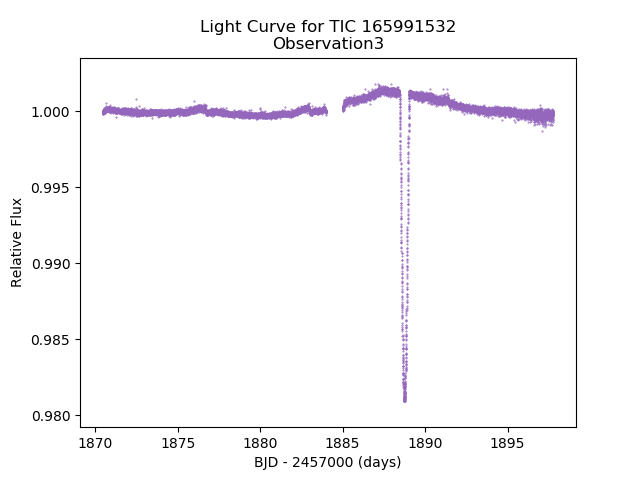 Light Curve for TIC 165991532
Observation3
1.000
0.995
0.990
0.985
0.980
Relative Flux
1870 1875 1880 1885 1890 1895
BJD - 2457000 (days)